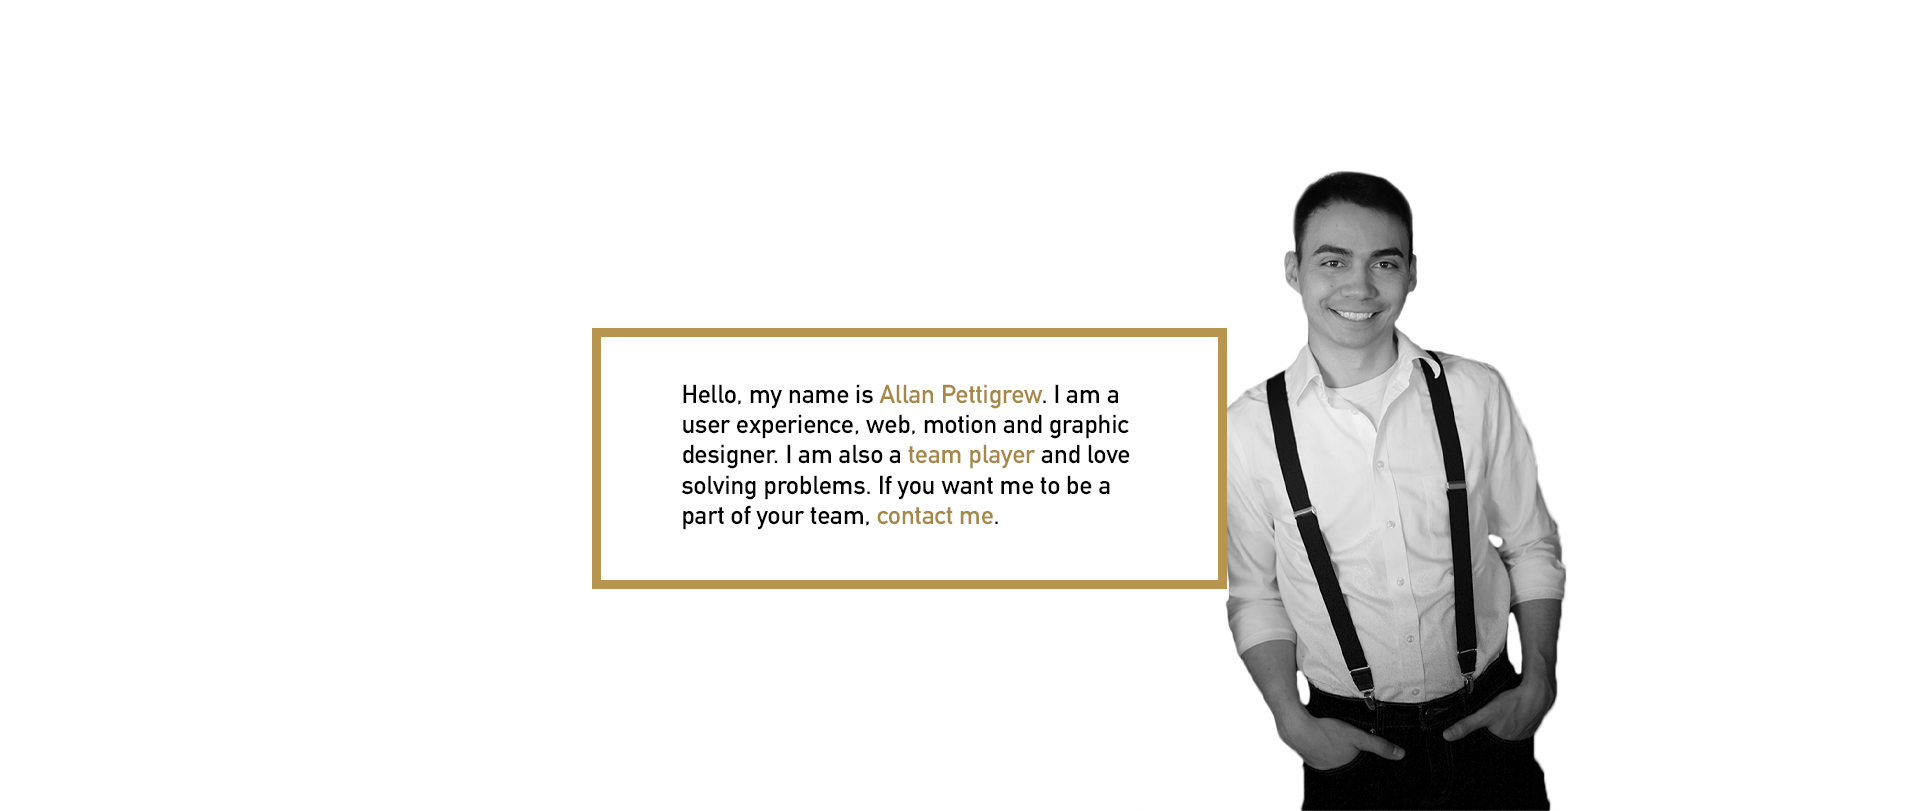 Hello, my name is Allan Pettigrew. I am a
user experience, web, motion and graphic
designer. I am also a team player and love
solving problems. If you want me to be a
part of your team, contact me.